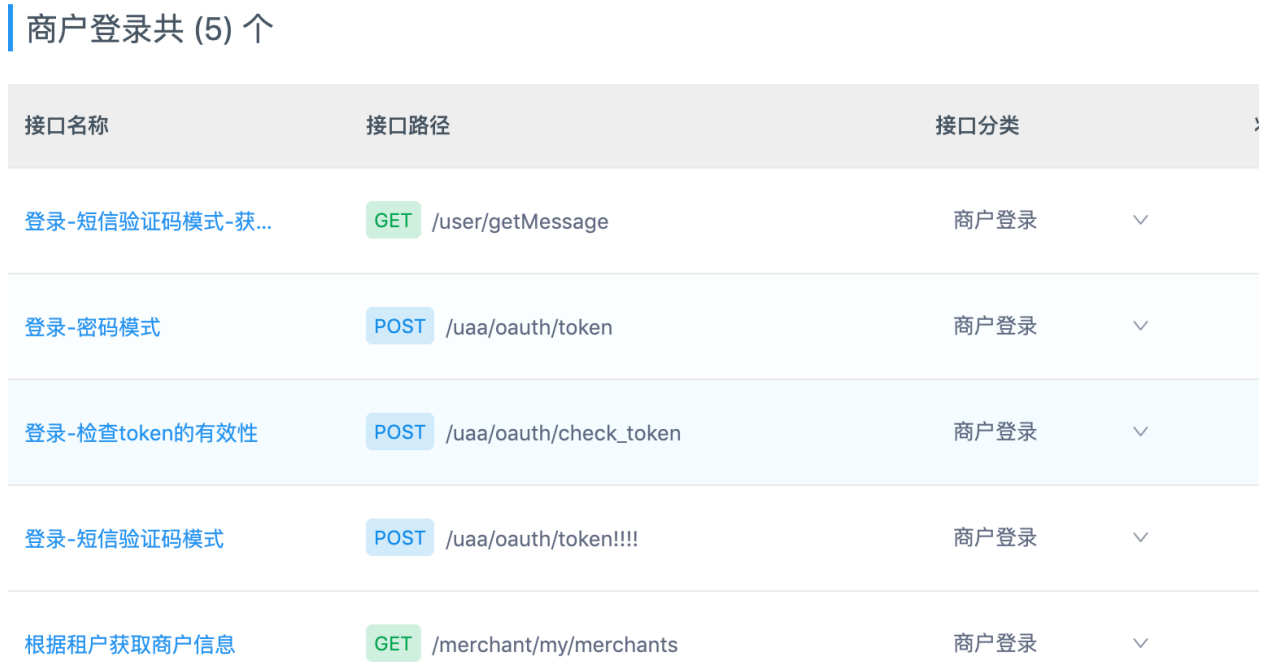 商户登录共 (5) 个
接口名称 接口路径 接口分类
登录-短信验证码模式-获... GET /user/getMessage 商户登录
登录-密码模式 POST /uaa/oauth/token 商户登录
登录-检查token的有效性 POST /uaa/oauth/check_token 商户登录
登录-短信验证码模式 POST /uaa/oauth/token!!!! 商户登录
根据租户获取商户信息 GET /merchant/my/merchants 商户登录